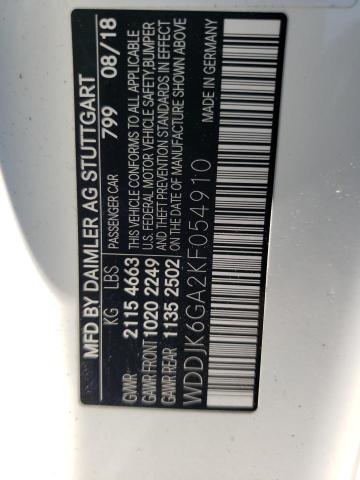 MFD BY DAIMLER AG STUTTGART
KG LBS PASSENGER CAR 799 08/18
GVWR 2115 4663 THIS VEHICLE CONFORMS TO ALL APPLICABLE
GAWR FRONT 1020 2249 U.S. FEDERAL MOTOR VEHICLE SAFETY, BUMPER
GAWR REAR 1135 2502 AND THEFT PREVENTION STANDARDS IN EFFECT
ON THE DATE OF MANUFACTURE SHOWN ABOVE
WDDJK6GA2KF054910 MADE IN GERMANY